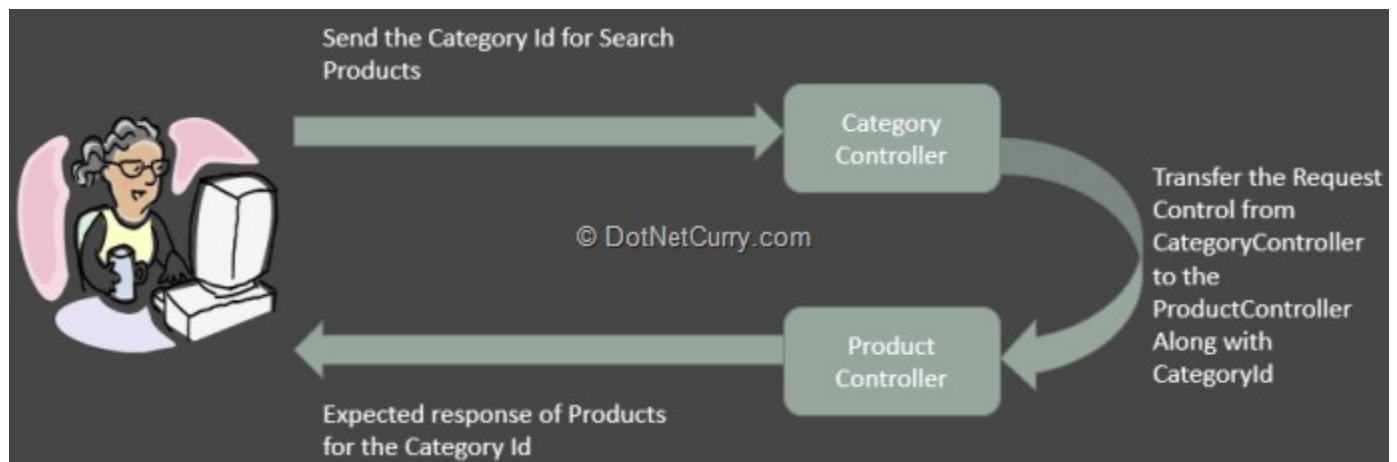 Send the Category Id for Search
Products
Category
Controller
Transfer the Request
Control from
CategoryController
to the
ProductController
Along with
CategoryId
© DotNetCurry.com
Product
Controller
Expected response of Products
for the Category Id